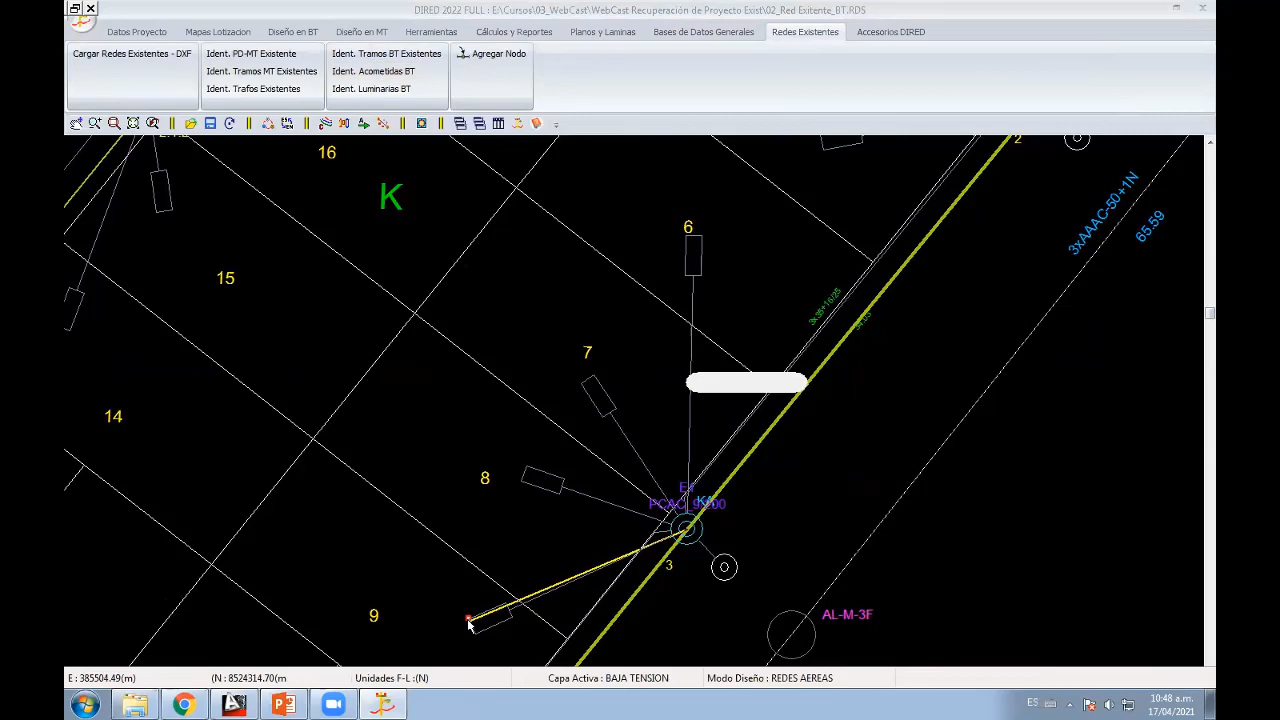 DIRED 2022 FULL : E:\Cursos\03_WebCast\WebCast Recuperación de Proyecto Exist\02_Red Exitente_BT.RDS
Datos Proyecto
Mapas Lotizacion
Diseño en BT
Diseño en MT
Herramientas
Cálculos y Reportes
Planos y Laminas
Bases de Datos Generales
Redes Existentes
Accesorios DIRED
Cargar Redes Existentes - DXF
Ident. PD-MT Existente
Ident. Tramos MT Existentes
Ident. Trafos Existentes
Ident. Tramos BT Existentes
Ident. Acometidas BT
Ident. Luminarias BT
Agregar Nodo
16
K
15
14
6
7
8
9
2
3
3x35+16/25
3xAAAC-50+1N
65.59
AL-M-3F
E : 385504.49(m)
(N : 8524314.70(m
Unidades F-L :(N)
Capa Activa : BAJA TENSION
Modo Diseño : REDES AEREAS
ES
10:48 a.m.
17/04/2021